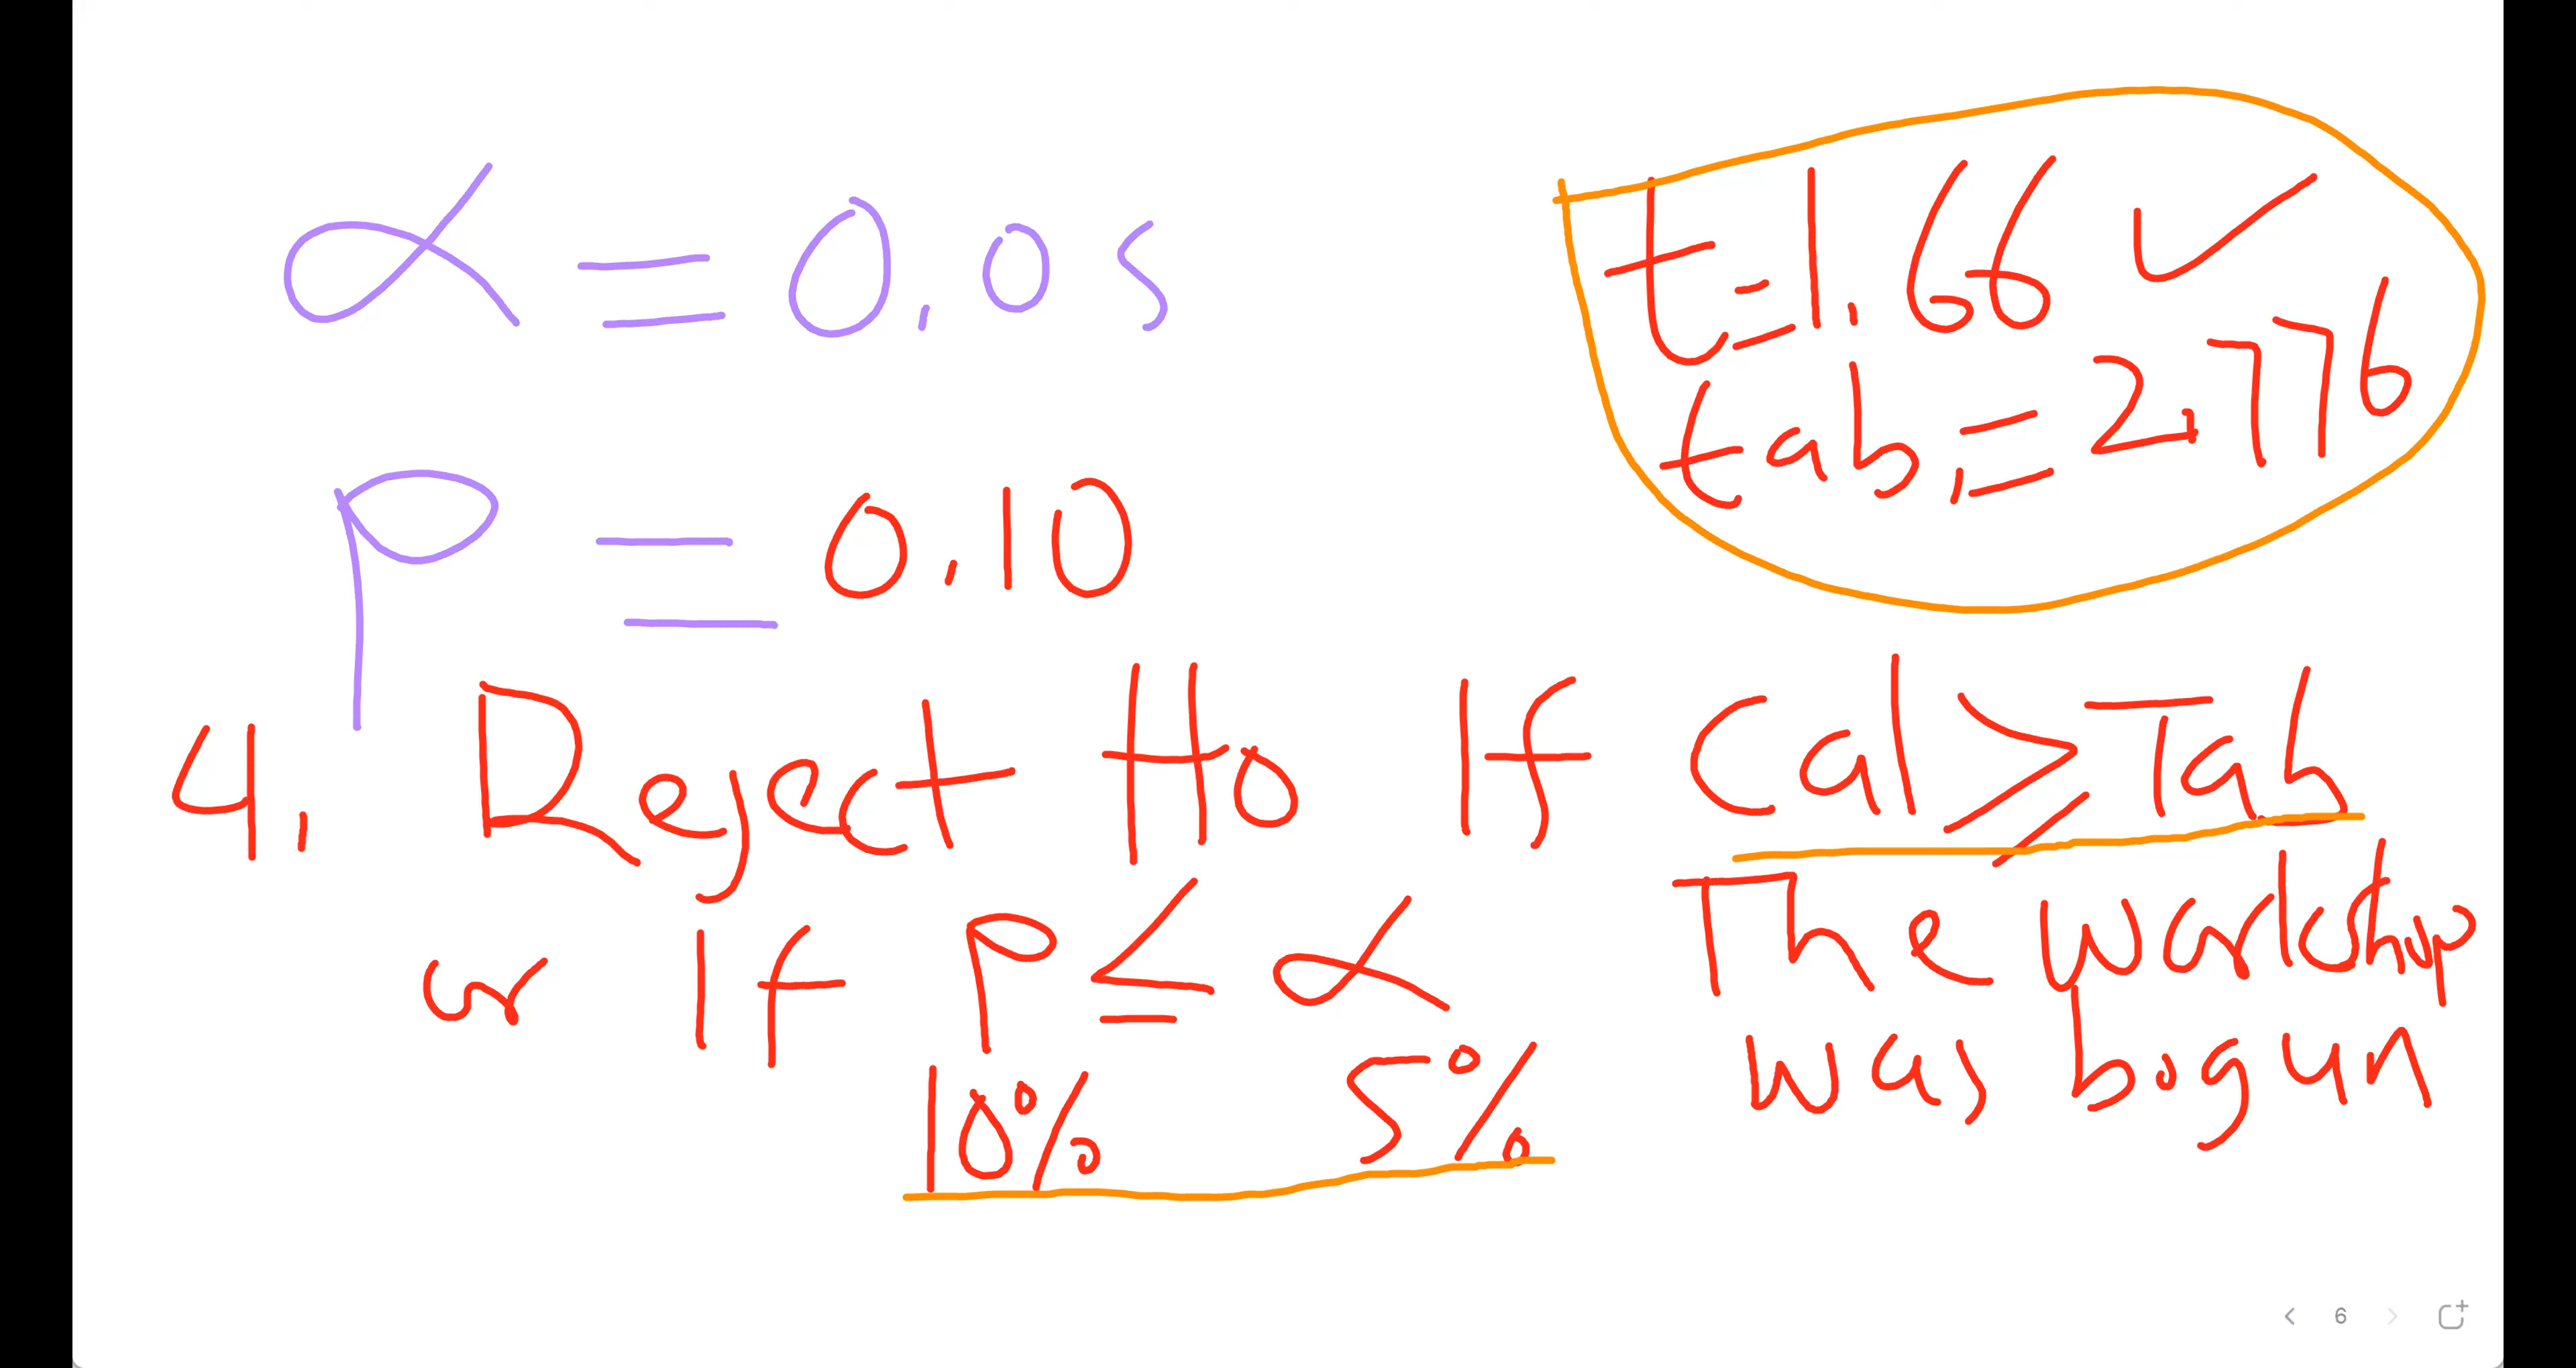 α = 0.05
t = 1.66 ✓
tab, = 2.776
P = 0.10
4. Reject Ho If Cal ≥ Tab
or If P ≤ α
10% 5%
The workshop
was bogun
6